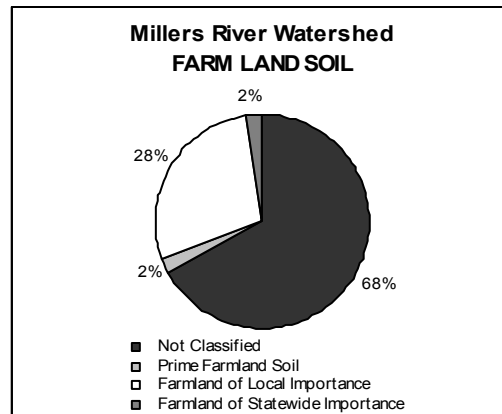 Millers River Watershed
FARM LAND SOIL
2%
28%
2%
68%
Not Classified
Prime Farmland Soil
Farmland of Local Importance
Farmland of Statewide Importance